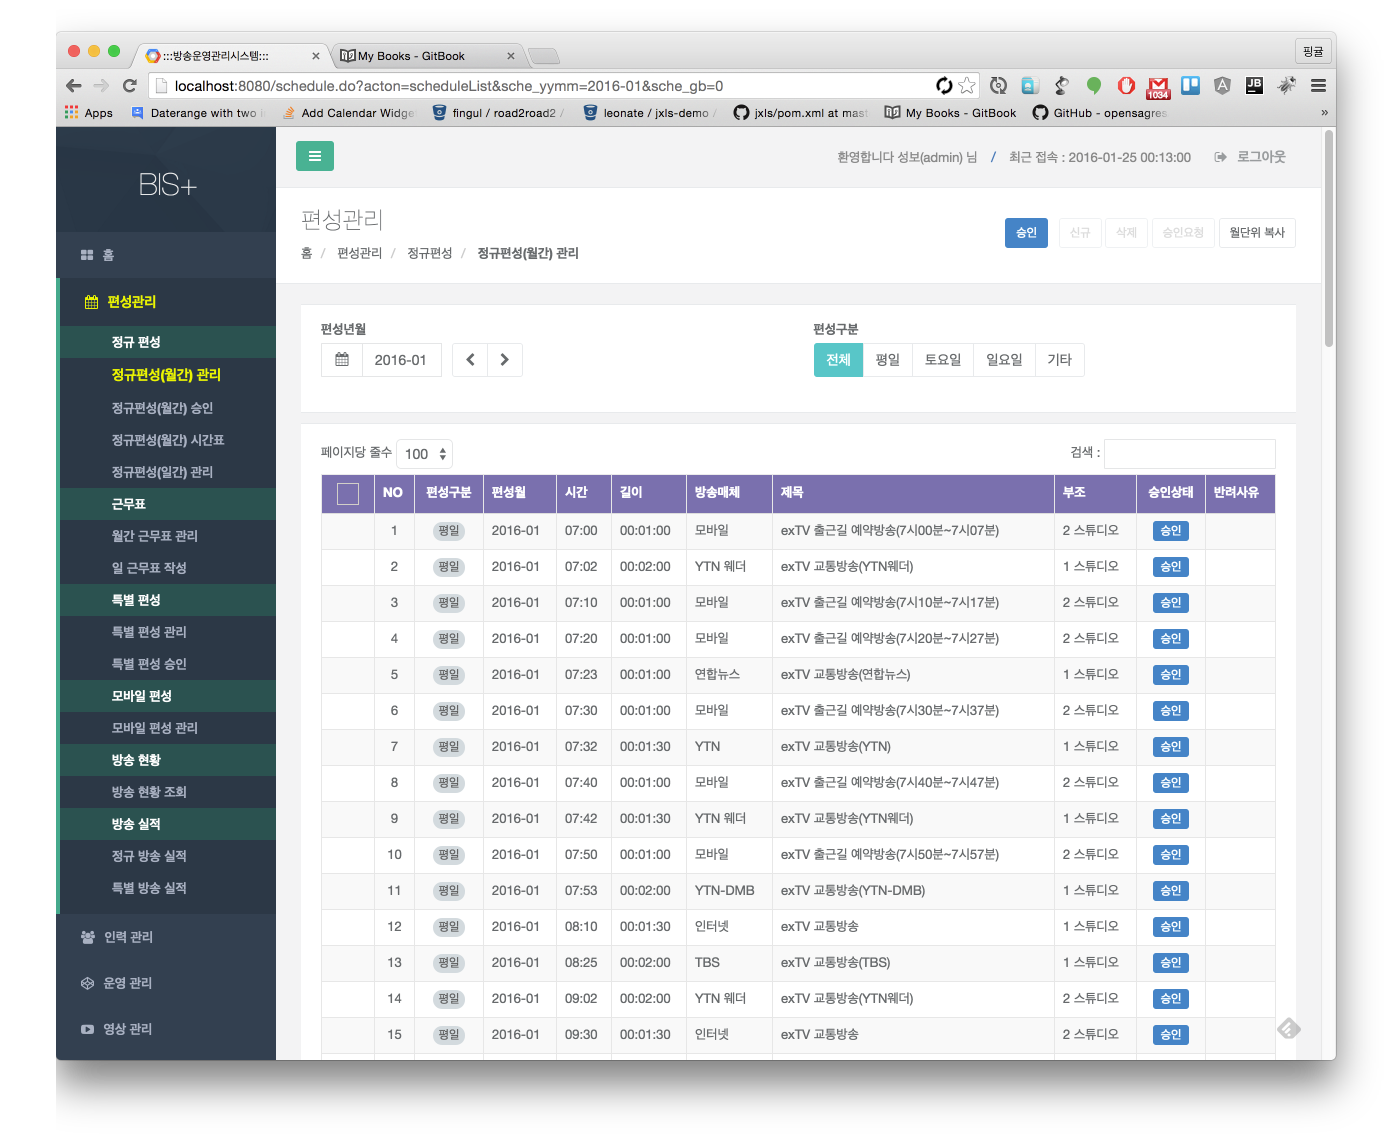 :::방송운영관리시스템:::
My Books - GitBook
핑귤
localhost:8080/schedule.do?acton=scheduleList&sche_yymm=2016-01&sche_gb=0
1034
JB
Apps
Daterange with two
Add Calendar Widge
fingul / road2road2 /
leonate / jxls-demo /
jxls/pom.xml at mast
My Books - GitBook
GitHub - opensagres
»
BIS+
환영합니다 성보(admin) 님 / 최근 접속 : 2016-01-25 00:13:00
로그아웃
편성관리
홈 / 편성관리 / 정규편성 / 정규편성(월간) 관리
승인
신규
삭제
승인요청
월단위 복사
홈
편성관리
정규 편성
정규편성(월간) 관리
정규편성(월간) 승인
정규편성(월간) 시간표
정규편성(일간) 관리
근무표
월간 근무표 관리
일 근무표 작성
특별 편성
특별 편성 관리
특별 편성 승인
모바일 편성
모바일 편성 관리
방송 현황
방송 현황 조회
방송 실적
정규 방송 실적
특별 방송 실적
인력 관리
운영 관리
영상 관리
편성년월
2016-01
편성구분
전체 평일 토요일 일요일 기타
페이지당 줄수 100
검색 :
NO 편성구분 편성월 시간 길이 방송매체 제목 부조 승인상태 반려사유
1 평일 2016-01 07:00 00:01:00 모바일 exTV 출근길 예약방송(7시00분~7시07분) 2 스튜디오 승인
2 평일 2016-01 07:02 00:02:00 YTN 웨더 exTV 교통방송(YTN웨더) 1 스튜디오 승인
3 평일 2016-01 07:10 00:01:00 모바일 exTV 출근길 예약방송(7시10분~7시17분) 2 스튜디오 승인
4 평일 2016-01 07:20 00:01:00 모바일 exTV 출근길 예약방송(7시20분~7시27분) 2 스튜디오 승인
5 평일 2016-01 07:23 00:01:00 연합뉴스 exTV 교통방송(연합뉴스) 1 스튜디오 승인
6 평일 2016-01 07:30 00:01:00 모바일 exTV 출근길 예약방송(7시30분~7시37분) 2 스튜디오 승인
7 평일 2016-01 07:32 00:01:30 YTN exTV 교통방송(YTN) 1 스튜디오 승인
8 평일 2016-01 07:40 00:01:00 모바일 exTV 출근길 예약방송(7시40분~7시47분) 2 스튜디오 승인
9 평일 2016-01 07:42 00:01:30 YTN 웨더 exTV 교통방송(YTN웨더) 1 스튜디오 승인
10 평일 2016-01 07:50 00:01:00 모바일 exTV 출근길 예약방송(7시50분~7시57분) 2 스튜디오 승인
11 평일 2016-01 07:53 00:02:00 YTN-DMB exTV 교통방송(YTN-DMB) 1 스튜디오 승인
12 평일 2016-01 08:10 00:01:30 인터넷 exTV 교통방송 1 스튜디오 승인
13 평일 2016-01 08:25 00:02:00 TBS exTV 교통방송(TBS) 1 스튜디오 승인
14 평일 2016-01 09:02 00:02:00 YTN 웨더 exTV 교통방송(YTN웨더) 2 스튜디오 승인
15 평일 2016-01 09:30 00:01:30 인터넷 exTV 교통방송 2 스튜디오 승인